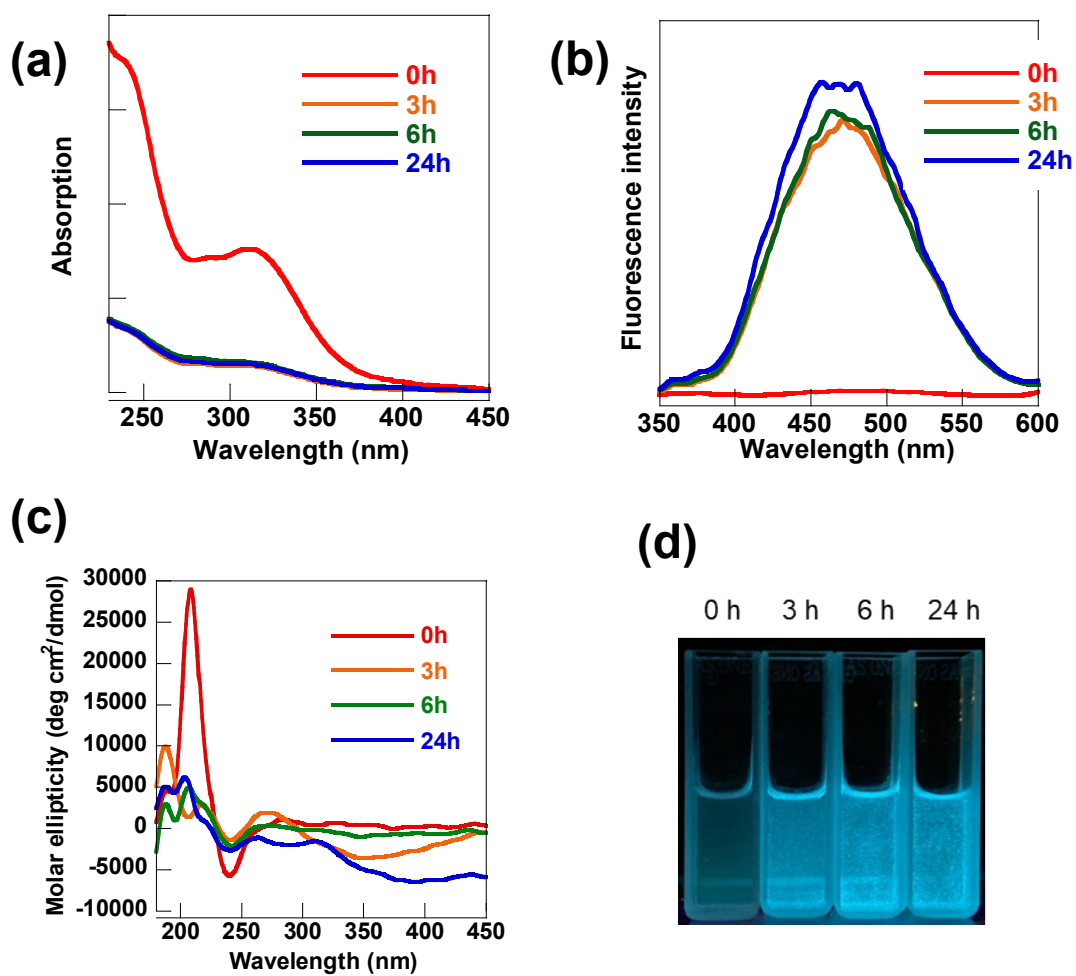 (a)
0h
3h
6h
24h
Absorption
250 300 350 400 450
Wavelength (nm)
(b)
0h
3h
6h
24h
Fluorescence intensity
350 400 450 500 550 600
Wavelength (nm)
(c)
30000
25000
20000
15000
10000
5000
0
-5000
-10000
0h
3h
6h
24h
Molar ellipticity (deg cm²/dmol)
200 250 300 350 400 450
Wavelength (nm)
(d)
0 h 3 h 6 h 24 h